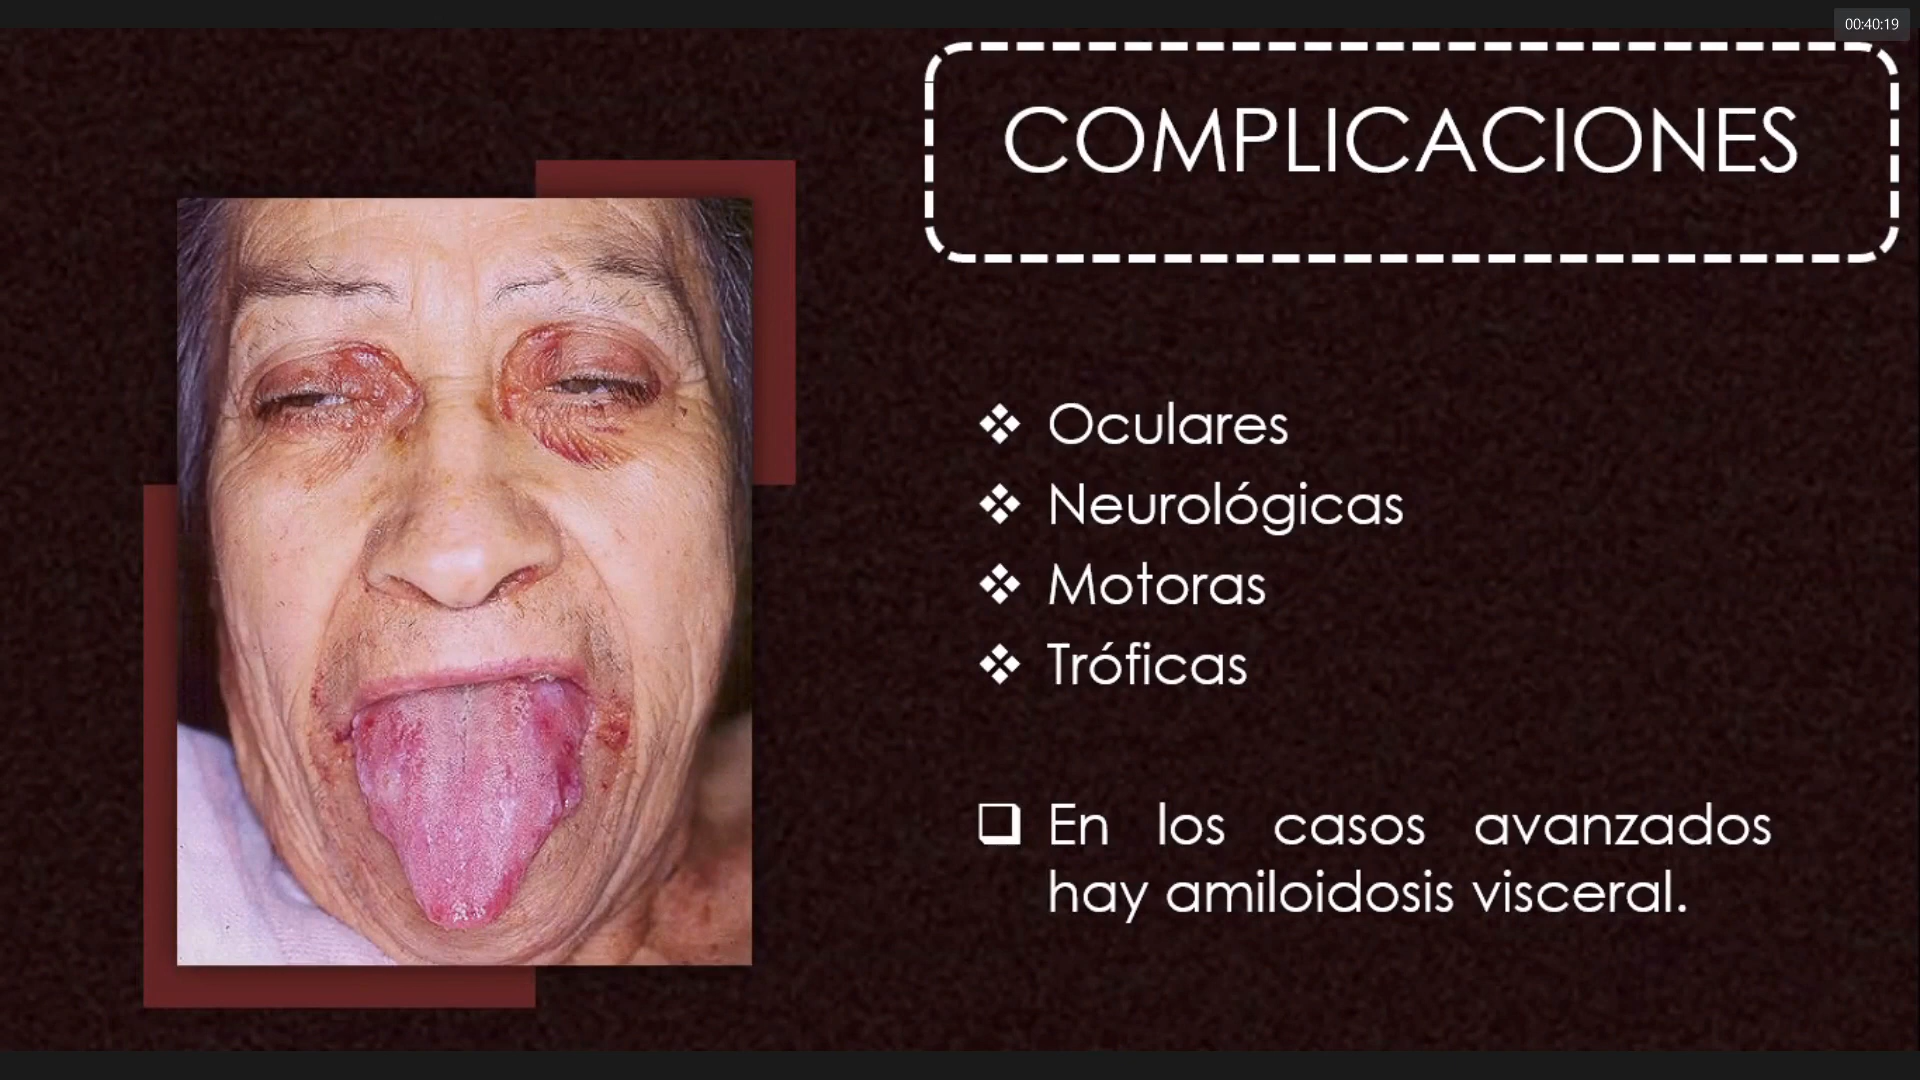 00:40:19
COMPLICACIONES
❖ Oculares
❖ Neurológicas
❖ Motoras
❖ Tróficas
❑ En los casos avanzados
hay amiloidosis visceral.